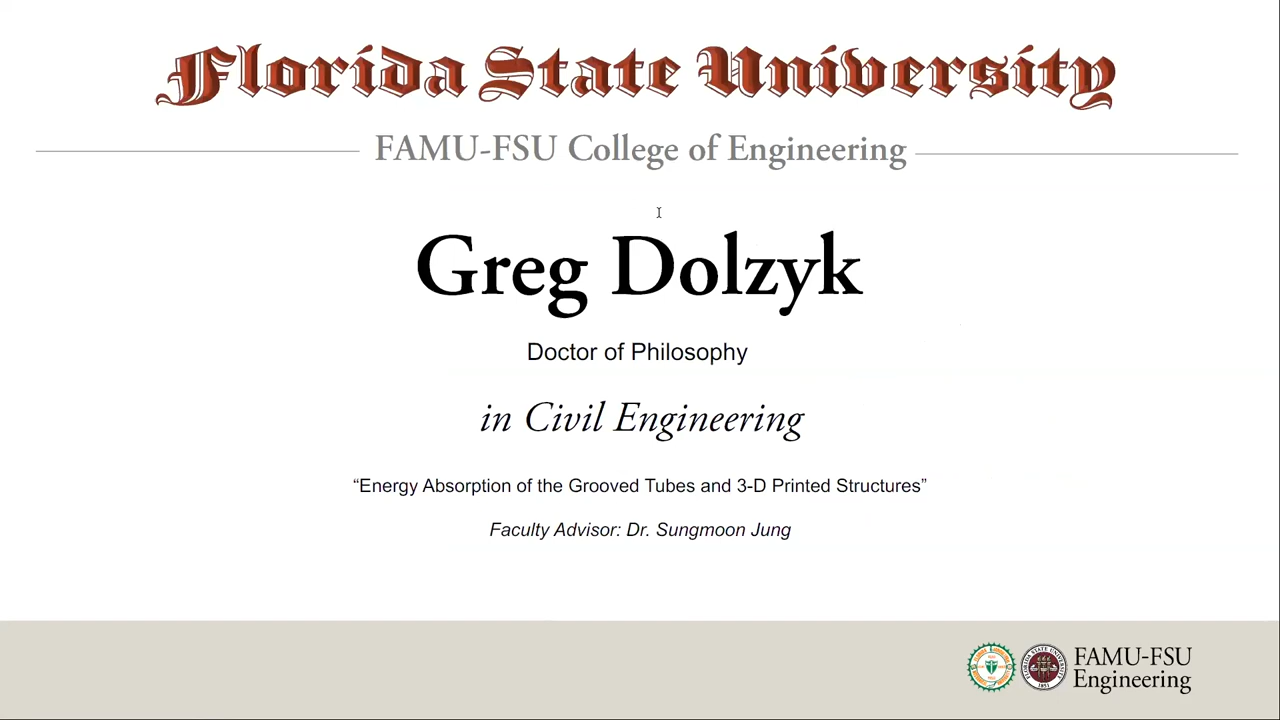 Florida State University
FAMU-FSU College of Engineering
Greg Dolzyk
Doctor of Philosophy
in Civil Engineering
“Energy Absorption of the Grooved Tubes and 3-D Printed Structures”
Faculty Advisor: Dr. Sungmoon Jung
FAMU-FSU
Engineering